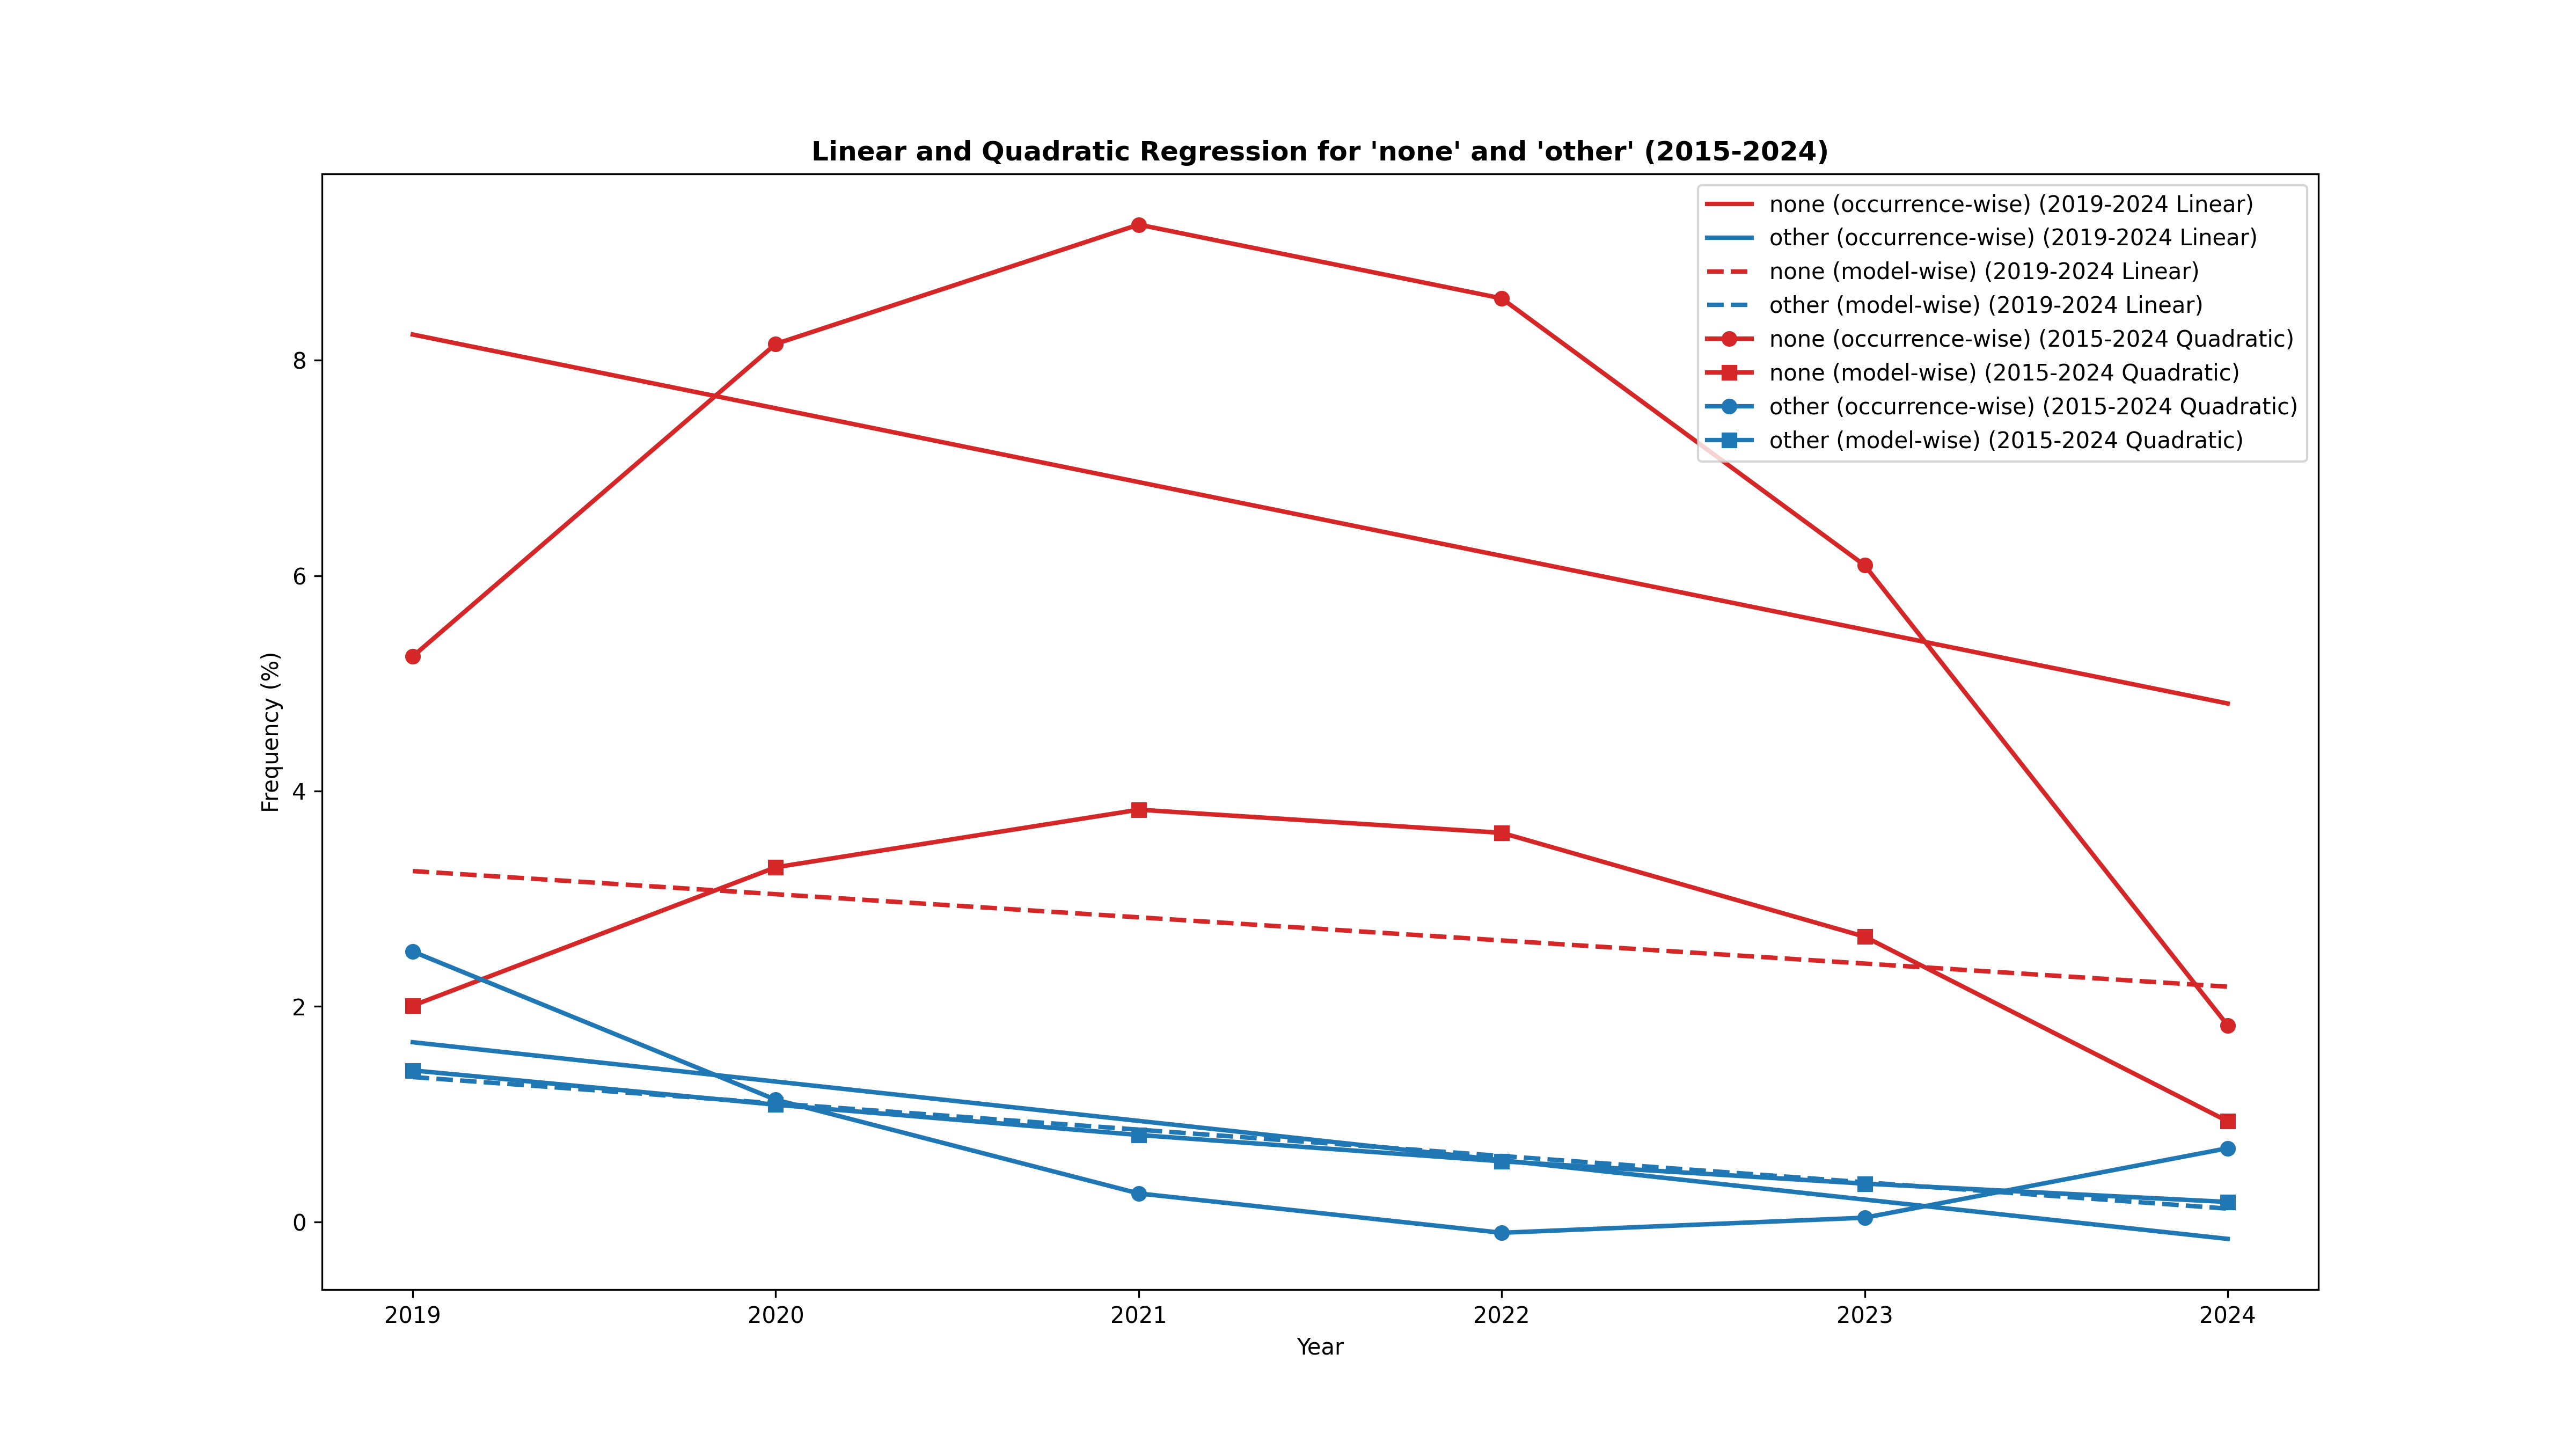 Linear and Quadratic Regression for 'none' and 'other' (2015-2024)
none (occurrence-wise) (2019-2024 Linear)
other (occurrence-wise) (2019-2024 Linear)
none (model-wise) (2019-2024 Linear)
other (model-wise) (2019-2024 Linear)
none (occurrence-wise) (2015-2024 Quadratic)
none (model-wise) (2015-2024 Quadratic)
other (occurrence-wise) (2015-2024 Quadratic)
other (model-wise) (2015-2024 Quadratic)
Frequency (%)
8
6
4
2
0
2019 2020 2021 2022 2023 2024
Year